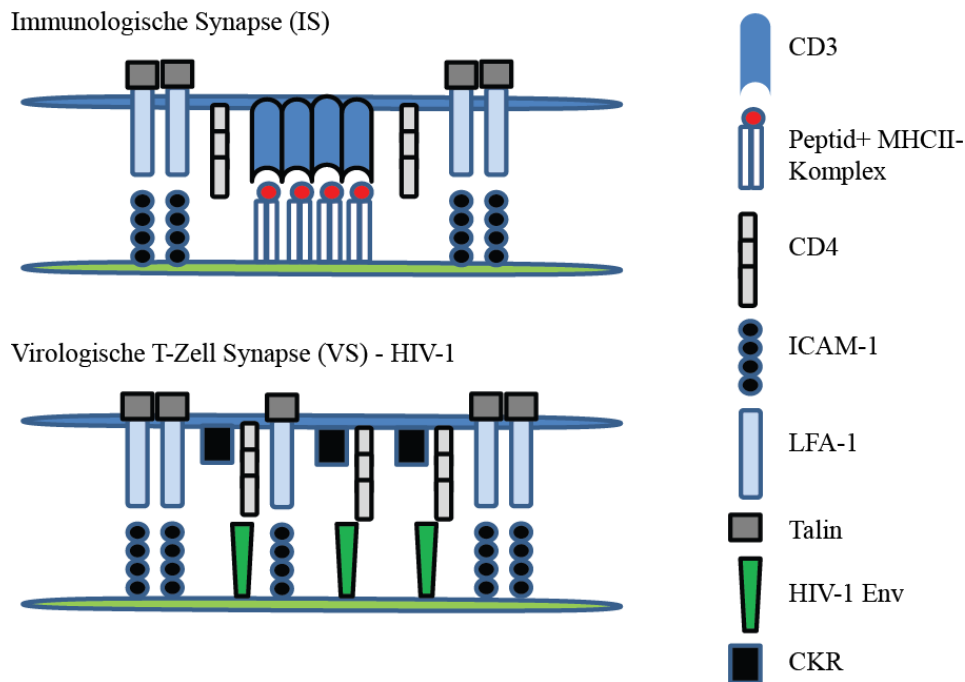 Immunologische Synapse (IS)
CD3
Peptid+ MHCII-
Komplex
CD4
ICAM-1
Virologische T-Zell Synapse (VS) - HIV-1
LFA-1
Talin
HIV-1 Env
CKR